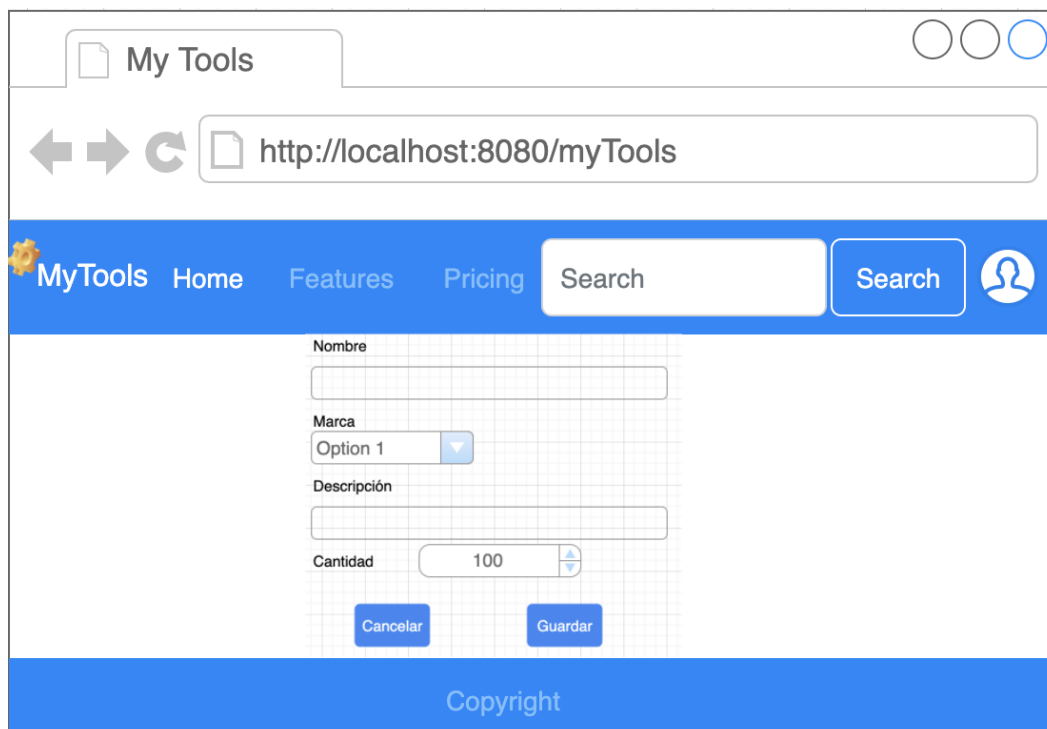 My Tools
http://localhost:8080/myTools
MyTools Home Features Pricing Search Search
Nombre
Marca
Option 1
Descripción
Cantidad 100
Cancelar Guardar
Copyright